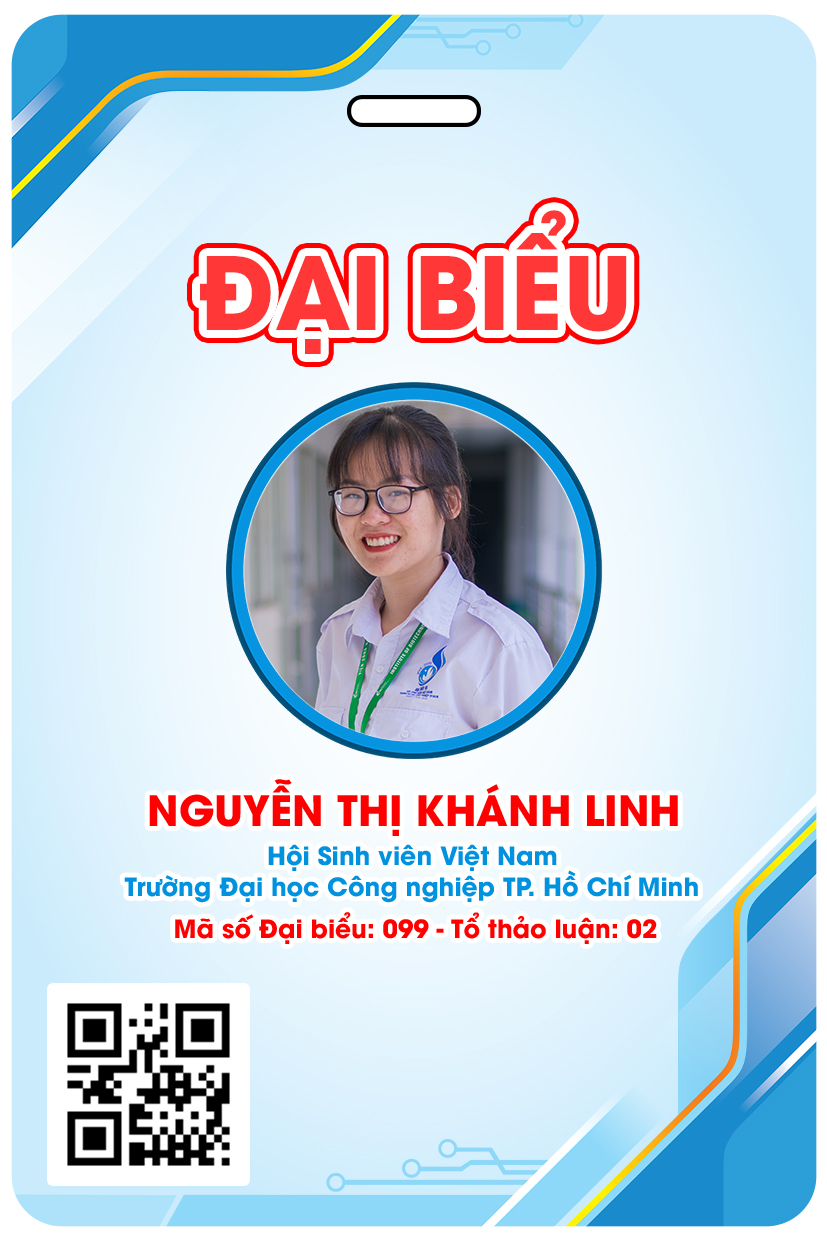 ĐẠI BIỂU
NGUYỄN THỊ KHÁNH LINH
Hội Sinh viên Việt Nam
Trường Đại học Công nghiệp TP. Hồ Chí Minh
Mã số Đại biểu: 099 - Tổ thảo luận: 02